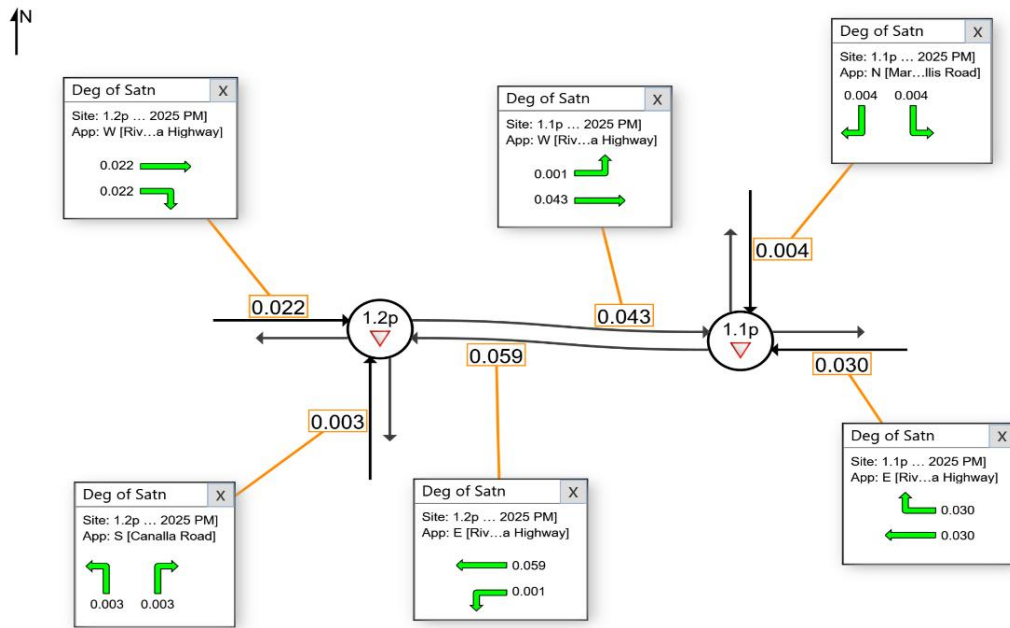 N
Deg of Satn X
Site: 1.1p ... 2025 PM]
App: N [Mar...llis Road]
0.004 0.004
Deg of Satn X
Site: 1.2p ... 2025 PM]
App: W [Riv...a Highway]
0.022
0.022
Deg of Satn X
Site: 1.1p ... 2025 PM]
App: W [Riv...a Highway]
0.001
0.043
0.004
0.022
1.2p
0.043
1.1p
0.059
0.030
0.003
Deg of Satn X
Site: 1.1p ... 2025 PM]
App: E [Riv...a Highway]
0.030
0.030
Deg of Satn X
Site: 1.2p ... 2025 PM]
App: S [Canalla Road]
0.003 0.003
Deg of Satn X
Site: 1.2p ... 2025 PM]
App: E [Riv...a Highway]
0.059
0.001